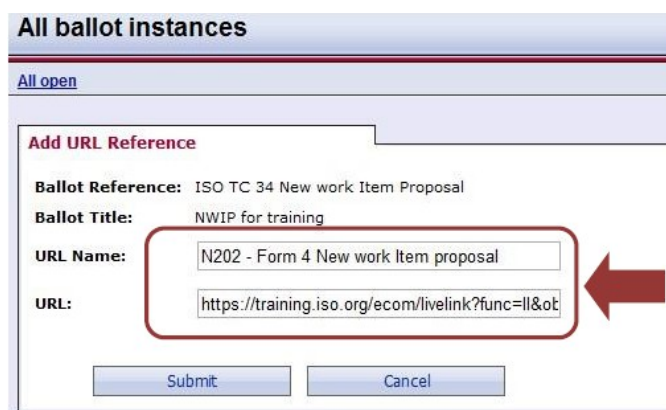 All ballot instances
All open
Add URL Reference
Ballot Reference: ISO TC 34 New work Item Proposal
Ballot Title: NWIP for training
URL Name: N202 - Form 4 New work Item proposal
URL: https://training.iso.org/ecom/livelink?func=ll&ob
Submit Cancel